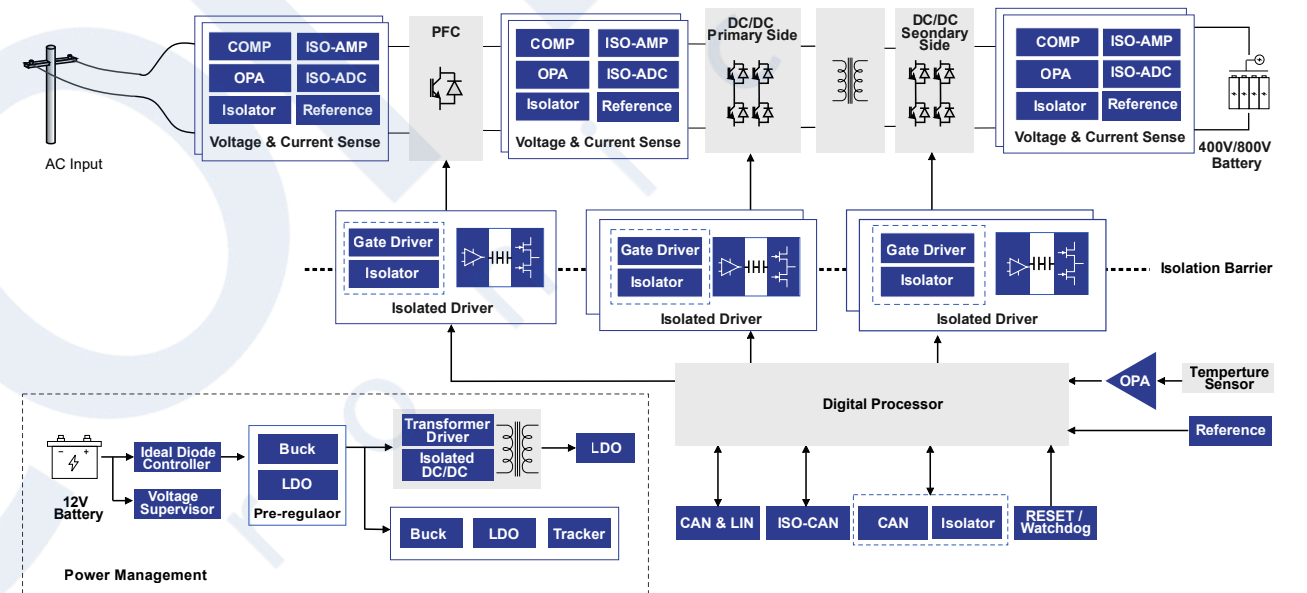 AC Input
COMP
ISO-AMP
OPA
ISO-ADC
Isolator
Reference
Voltage & Current Sense
PFC
COMP
ISO-AMP
OPA
ISO-ADC
Isolator
Reference
Voltage & Current Sense
DC/DC
Primary Side
DC/DC
Seondary
Side
COMP
ISO-AMP
OPA
ISO-ADC
Isolator
Reference
Voltage & Current Sense
400V/800V
Battery
Gate Driver
Isolator
Isolated Driver
Gate Driver
Isolator
Isolated Driver
Gate Driver
Isolator
Isolated Driver
Isolation Barrier
Digital Processor
OPA
Temperture
Sensor
Reference
CAN & LIN
ISO-CAN
CAN
Isolator
RESET /
Watchdog
12V
Battery
Ideal Diode
Controller
Voltage
Supervisor
Buck
LDO
Pre-regulaor
Transformer
Driver
Isolated
DC/DC
LDO
Buck
LDO
Tracker
Power Management